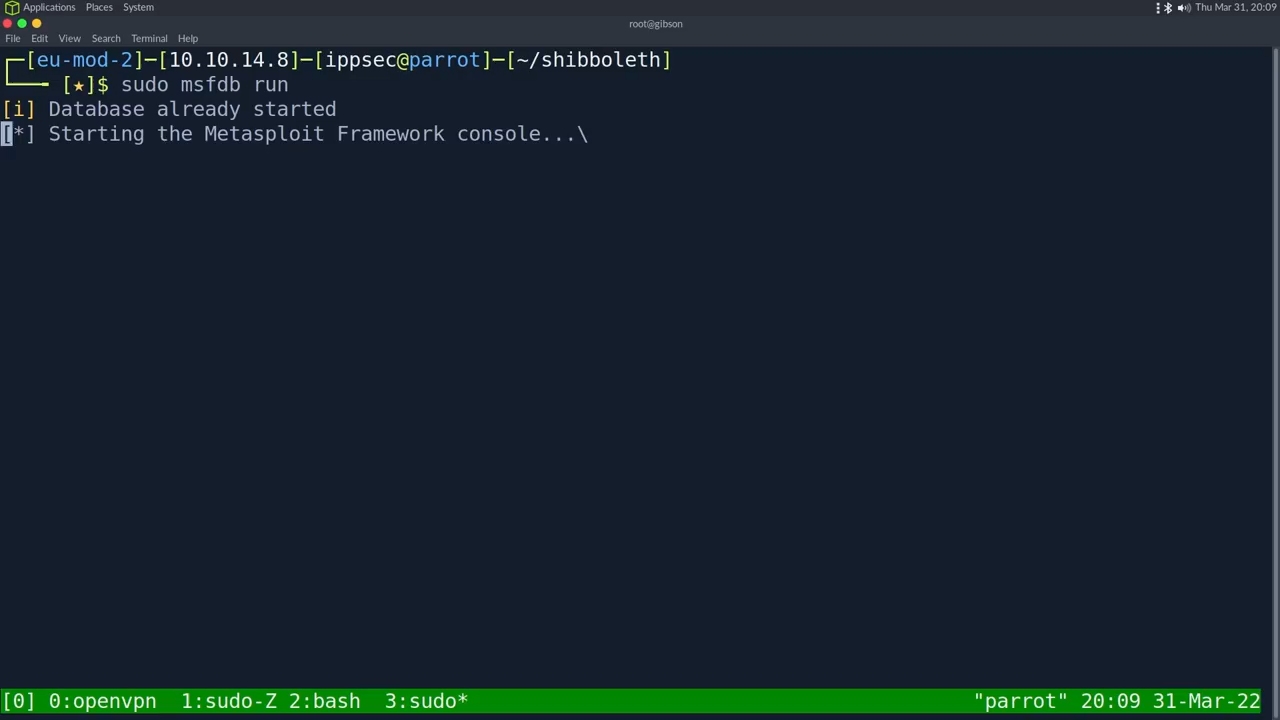 Applications Places System
Thu Mar 31, 20:09
root@gibson
File Edit View Search Terminal Help
┌─[eu-mod-2]─[10.10.14.8]─[ippsec@parrot]─[~/shibboleth]
└──╼ [★]$ sudo msfdb run
[i] Database already started
[*] Starting the Metasploit Framework console...\
[0] 0:openvpn 1:sudo-Z 2:bash 3:sudo* "parrot" 20:09 31-Mar-22